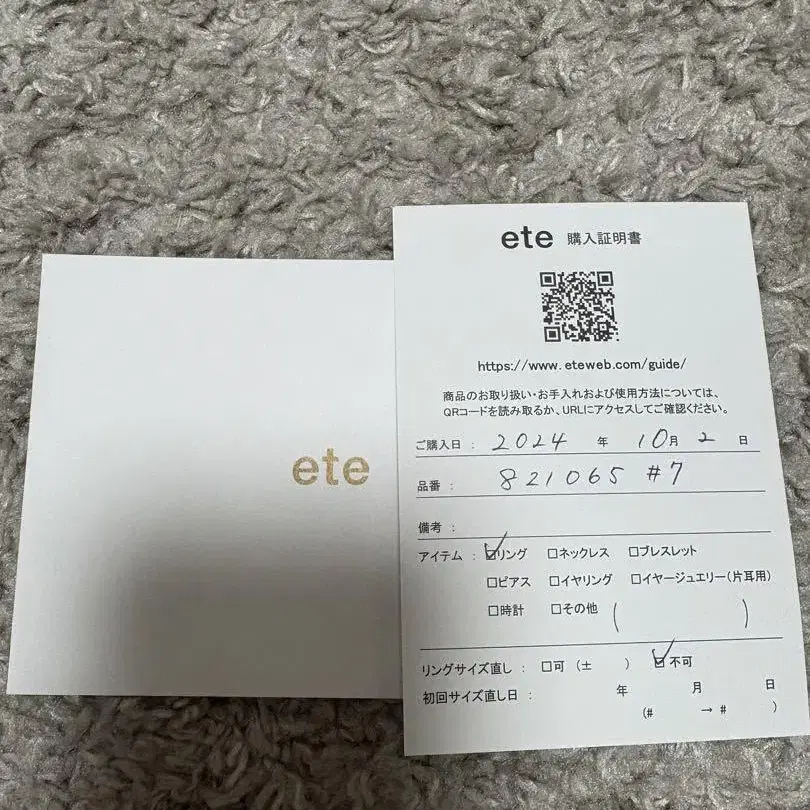 ete
ete 購入証明書
https://www.eteweb.com/guide/
商品のお取り扱い・お手入れおよび使用方法については、
QRコードを読み取るか、URLにアクセスしてご確認ください。
ご購入日 : 2024 年 10月 2 日
品番 : 821065 #7
備考 :
アイテム : ☑リング □ネックレス □ブレスレット
□ピアス □イヤリング □イヤージュエリー(片耳用)
□時計 □その他 ( )
リングサイズ直し : □可 (± ) ☑不可
初回サイズ直し日 : 年 月 日
(# → # )